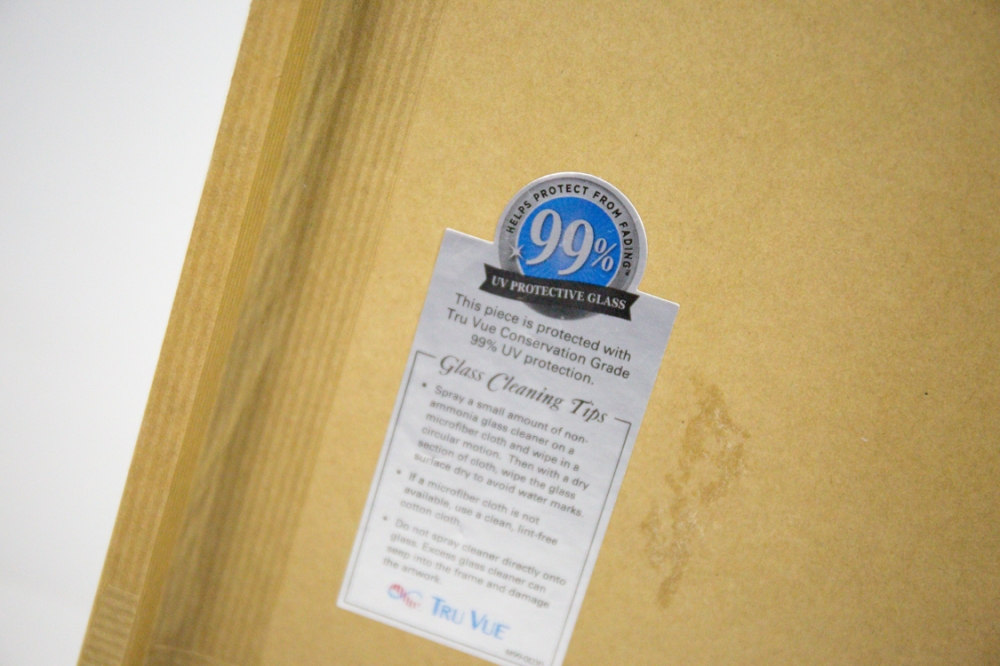 HELPS PROTECT FROM FADING™
99%
UV PROTECTIVE GLASS
This piece is protected with
Tru Vue Conservation Grade
99% UV protection.
Glass Cleaning Tips
• Spray a small amount of non-
ammonia glass cleaner on a
microfiber cloth and wipe in a
circular motion. Then with a dry
section of cloth, wipe the glass
surface dry to avoid water marks.
• If a microfiber cloth is not
available, use a clean, lint-free
cotton cloth.
• Do not spray cleaner directly onto
glass. Excess glass cleaner can
seep into the frame and damage
the artwork.
TRU VUE